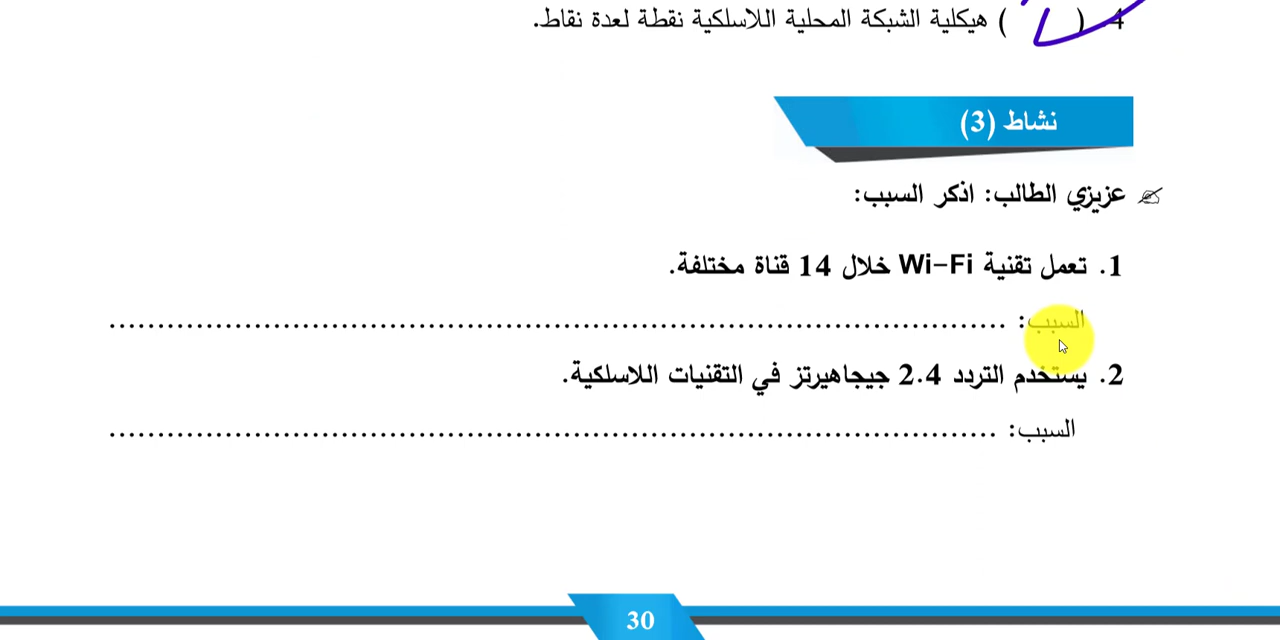 4. ( ) هيكلية الشبكة المحلية اللاسلكية نقطة لعدة نقاط.
نشاط (3)
عزيزي الطالب: اذكر السبب:
1. تعمل تقنية Wi-Fi خلال 14 قناة مختلفة.
السبب: ................................................................................
2. يستخدم التردد 2.4 جيجاهيرتز في التقنيات اللاسلكية.
السبب: ................................................................................
30